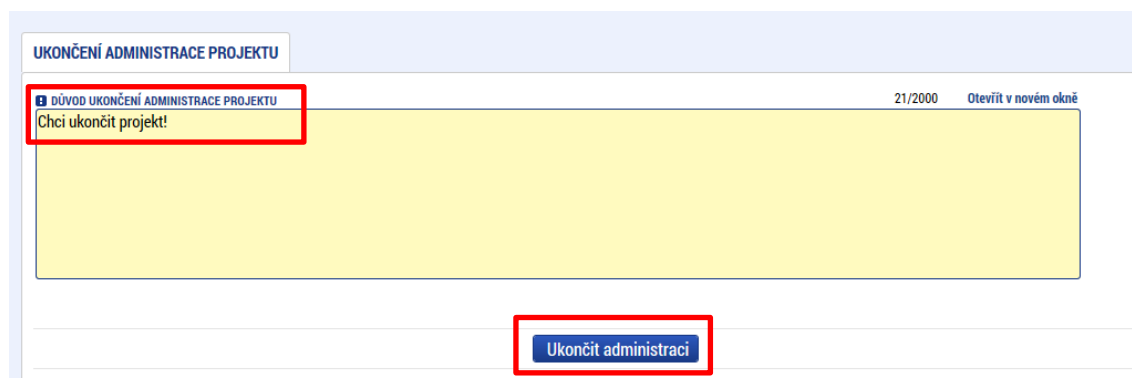 UKONČENÍ ADMINISTRACE PROJEKTU
DŮVOD UKONČENÍ ADMINISTRACE PROJEKTU 21/2000 Otevřít v novém okně
Chci ukončit projekt!
Ukončit administraci